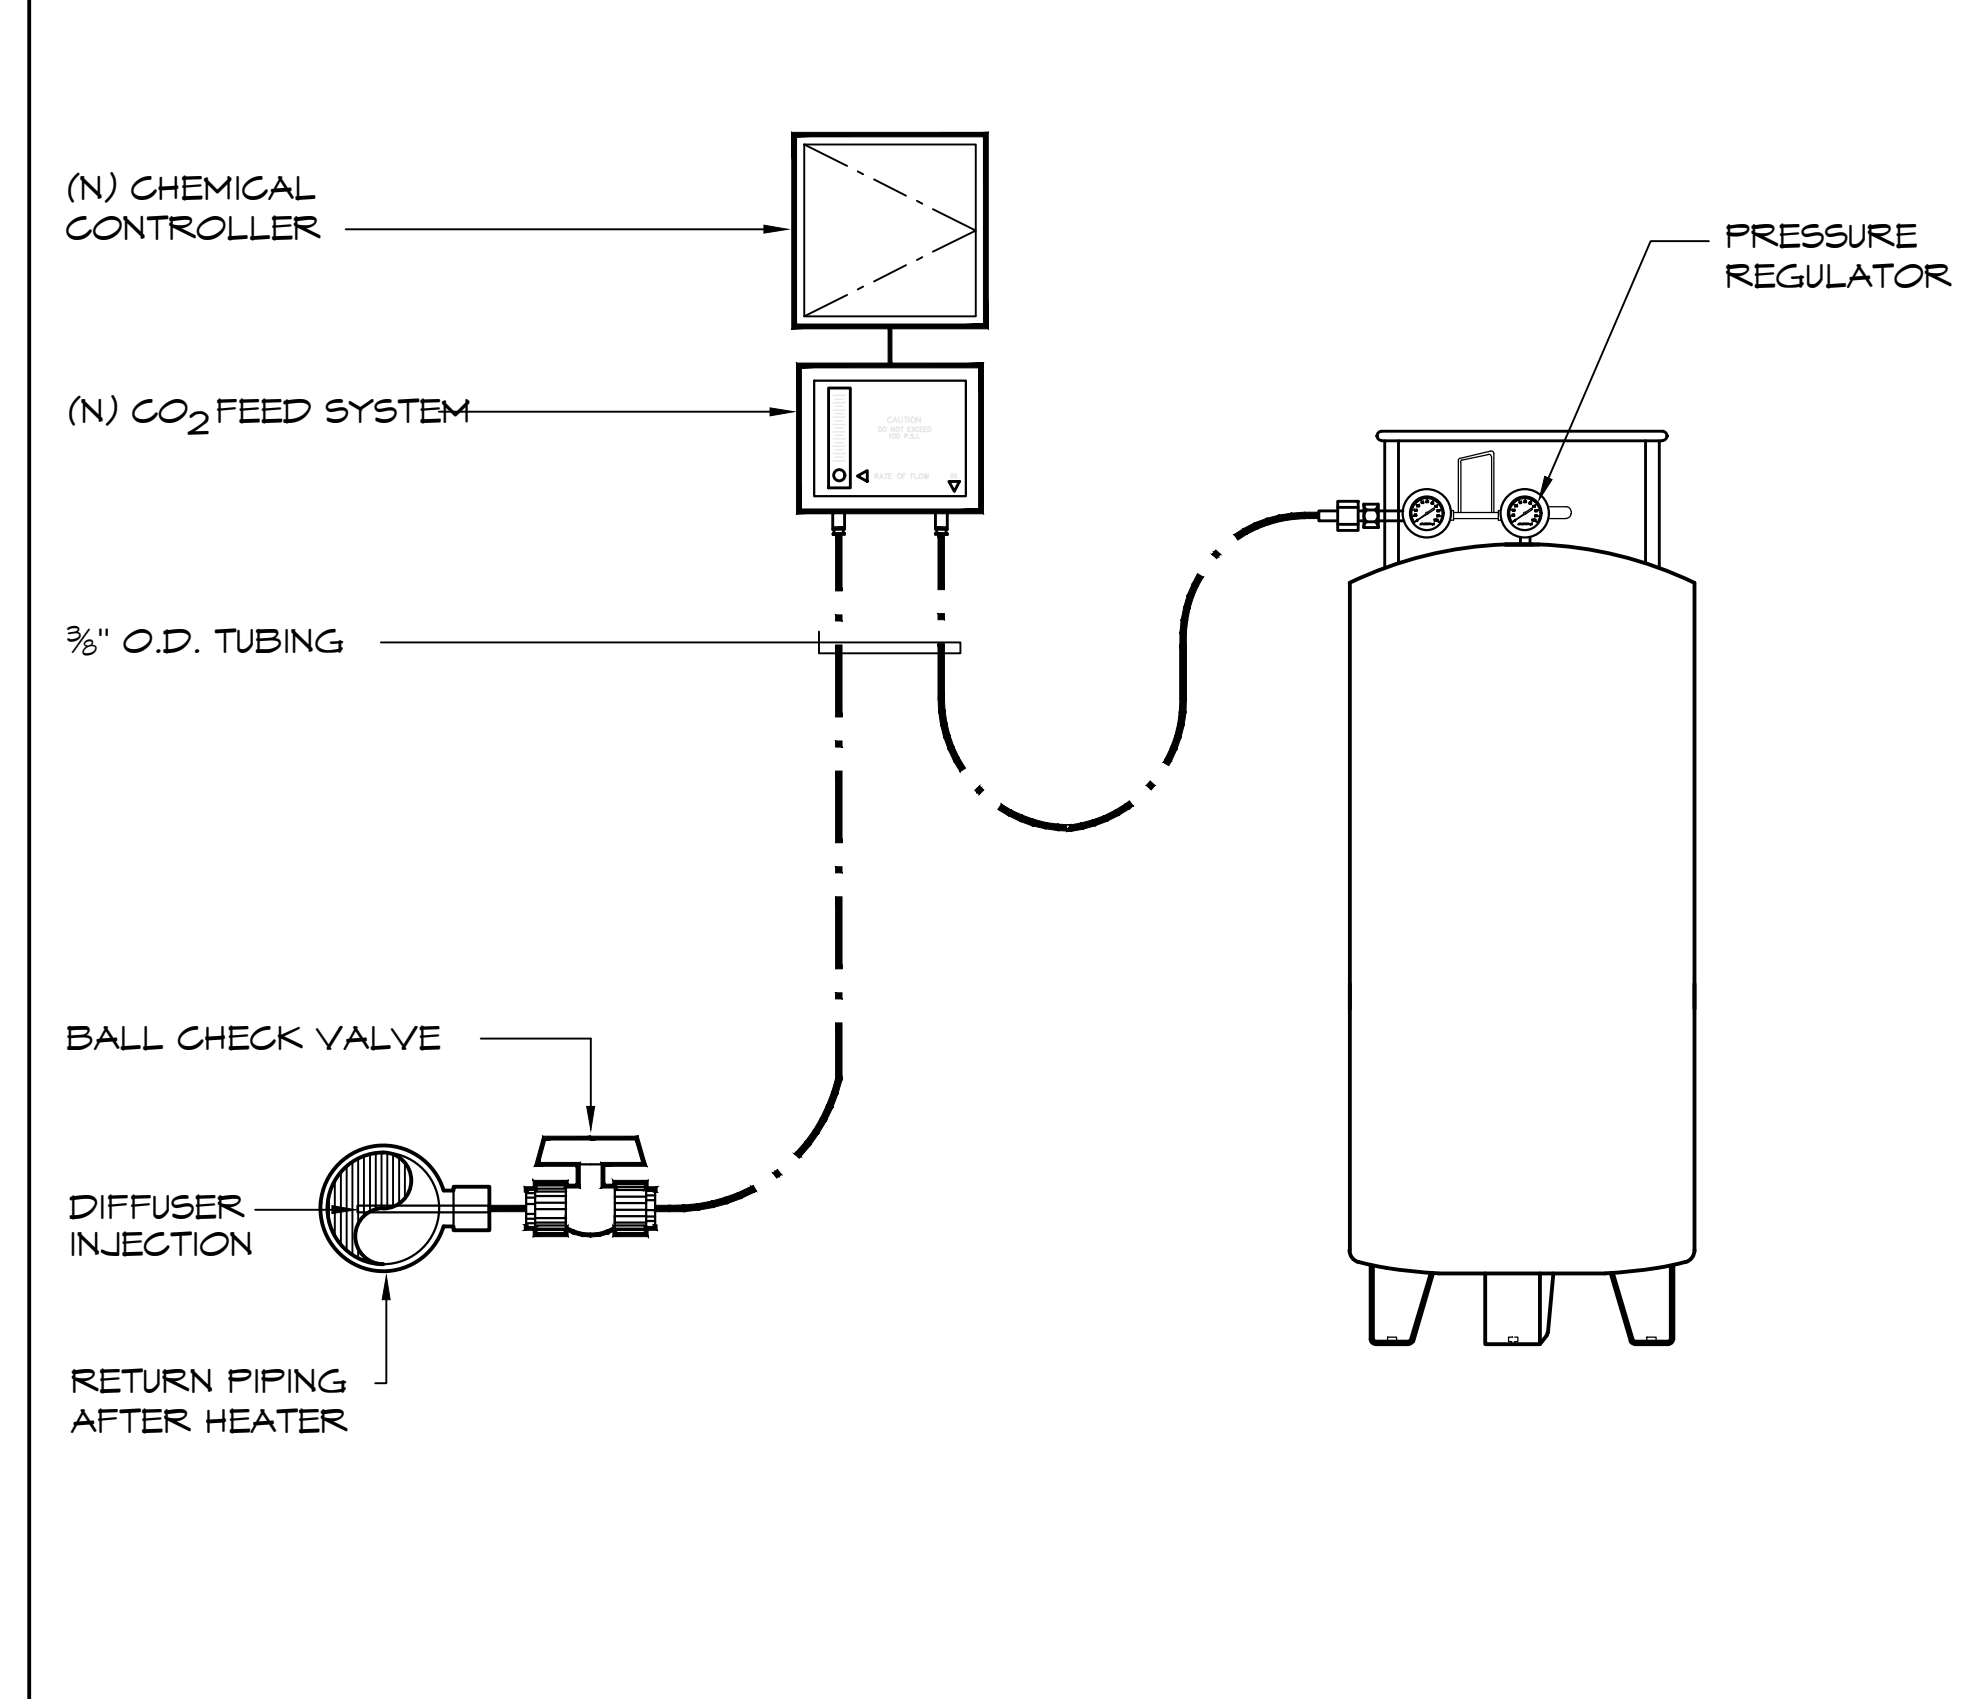 (N) CHEMICAL
CONTROLLER
PRESSURE
REGULATOR
(N) CO₂ FEED SYSTEM
CAUTION
DO NOT EXCEED
100 P.S.I.
RATE OF FLOW
IN
⅜" O.D. TUBING
BALL CHECK VALVE
DIFFUSER
INJECTION
RETURN PIPING
AFTER HEATER